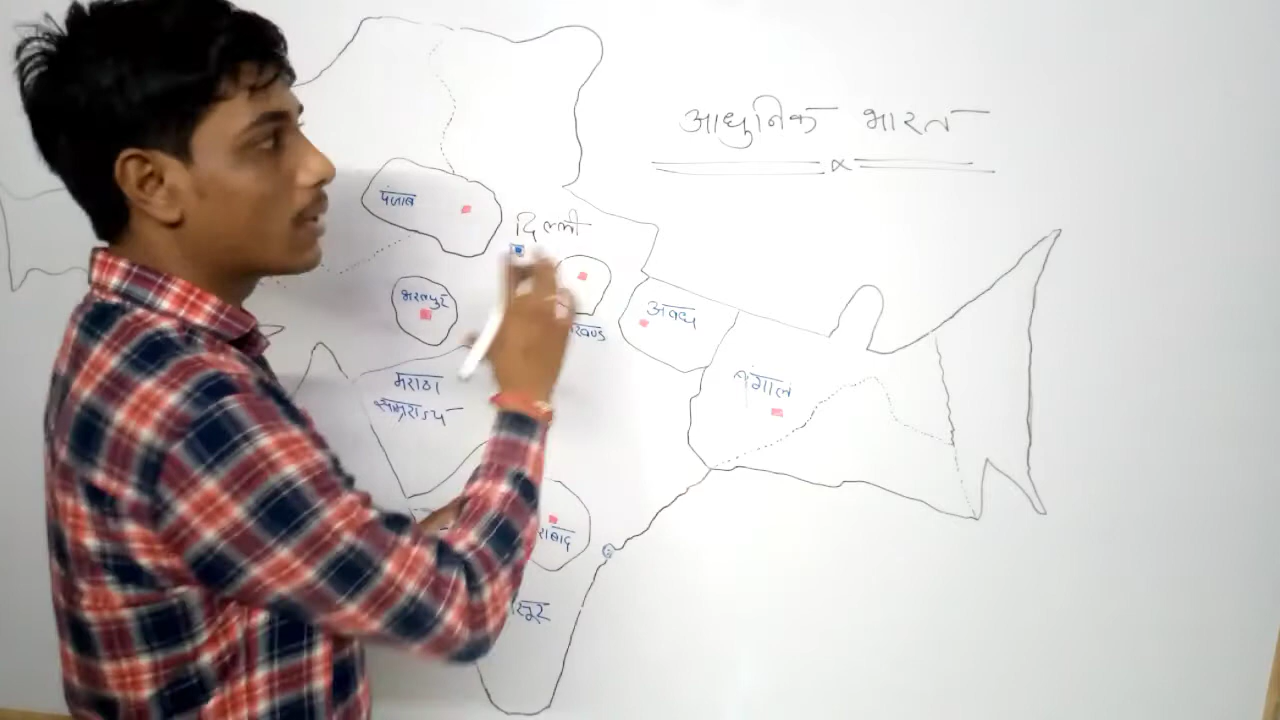 आधुनिक भारत
पंजाब
दिल्ली
भरतपुर
अवध
मराठा
साम्राज्य
बंगाल